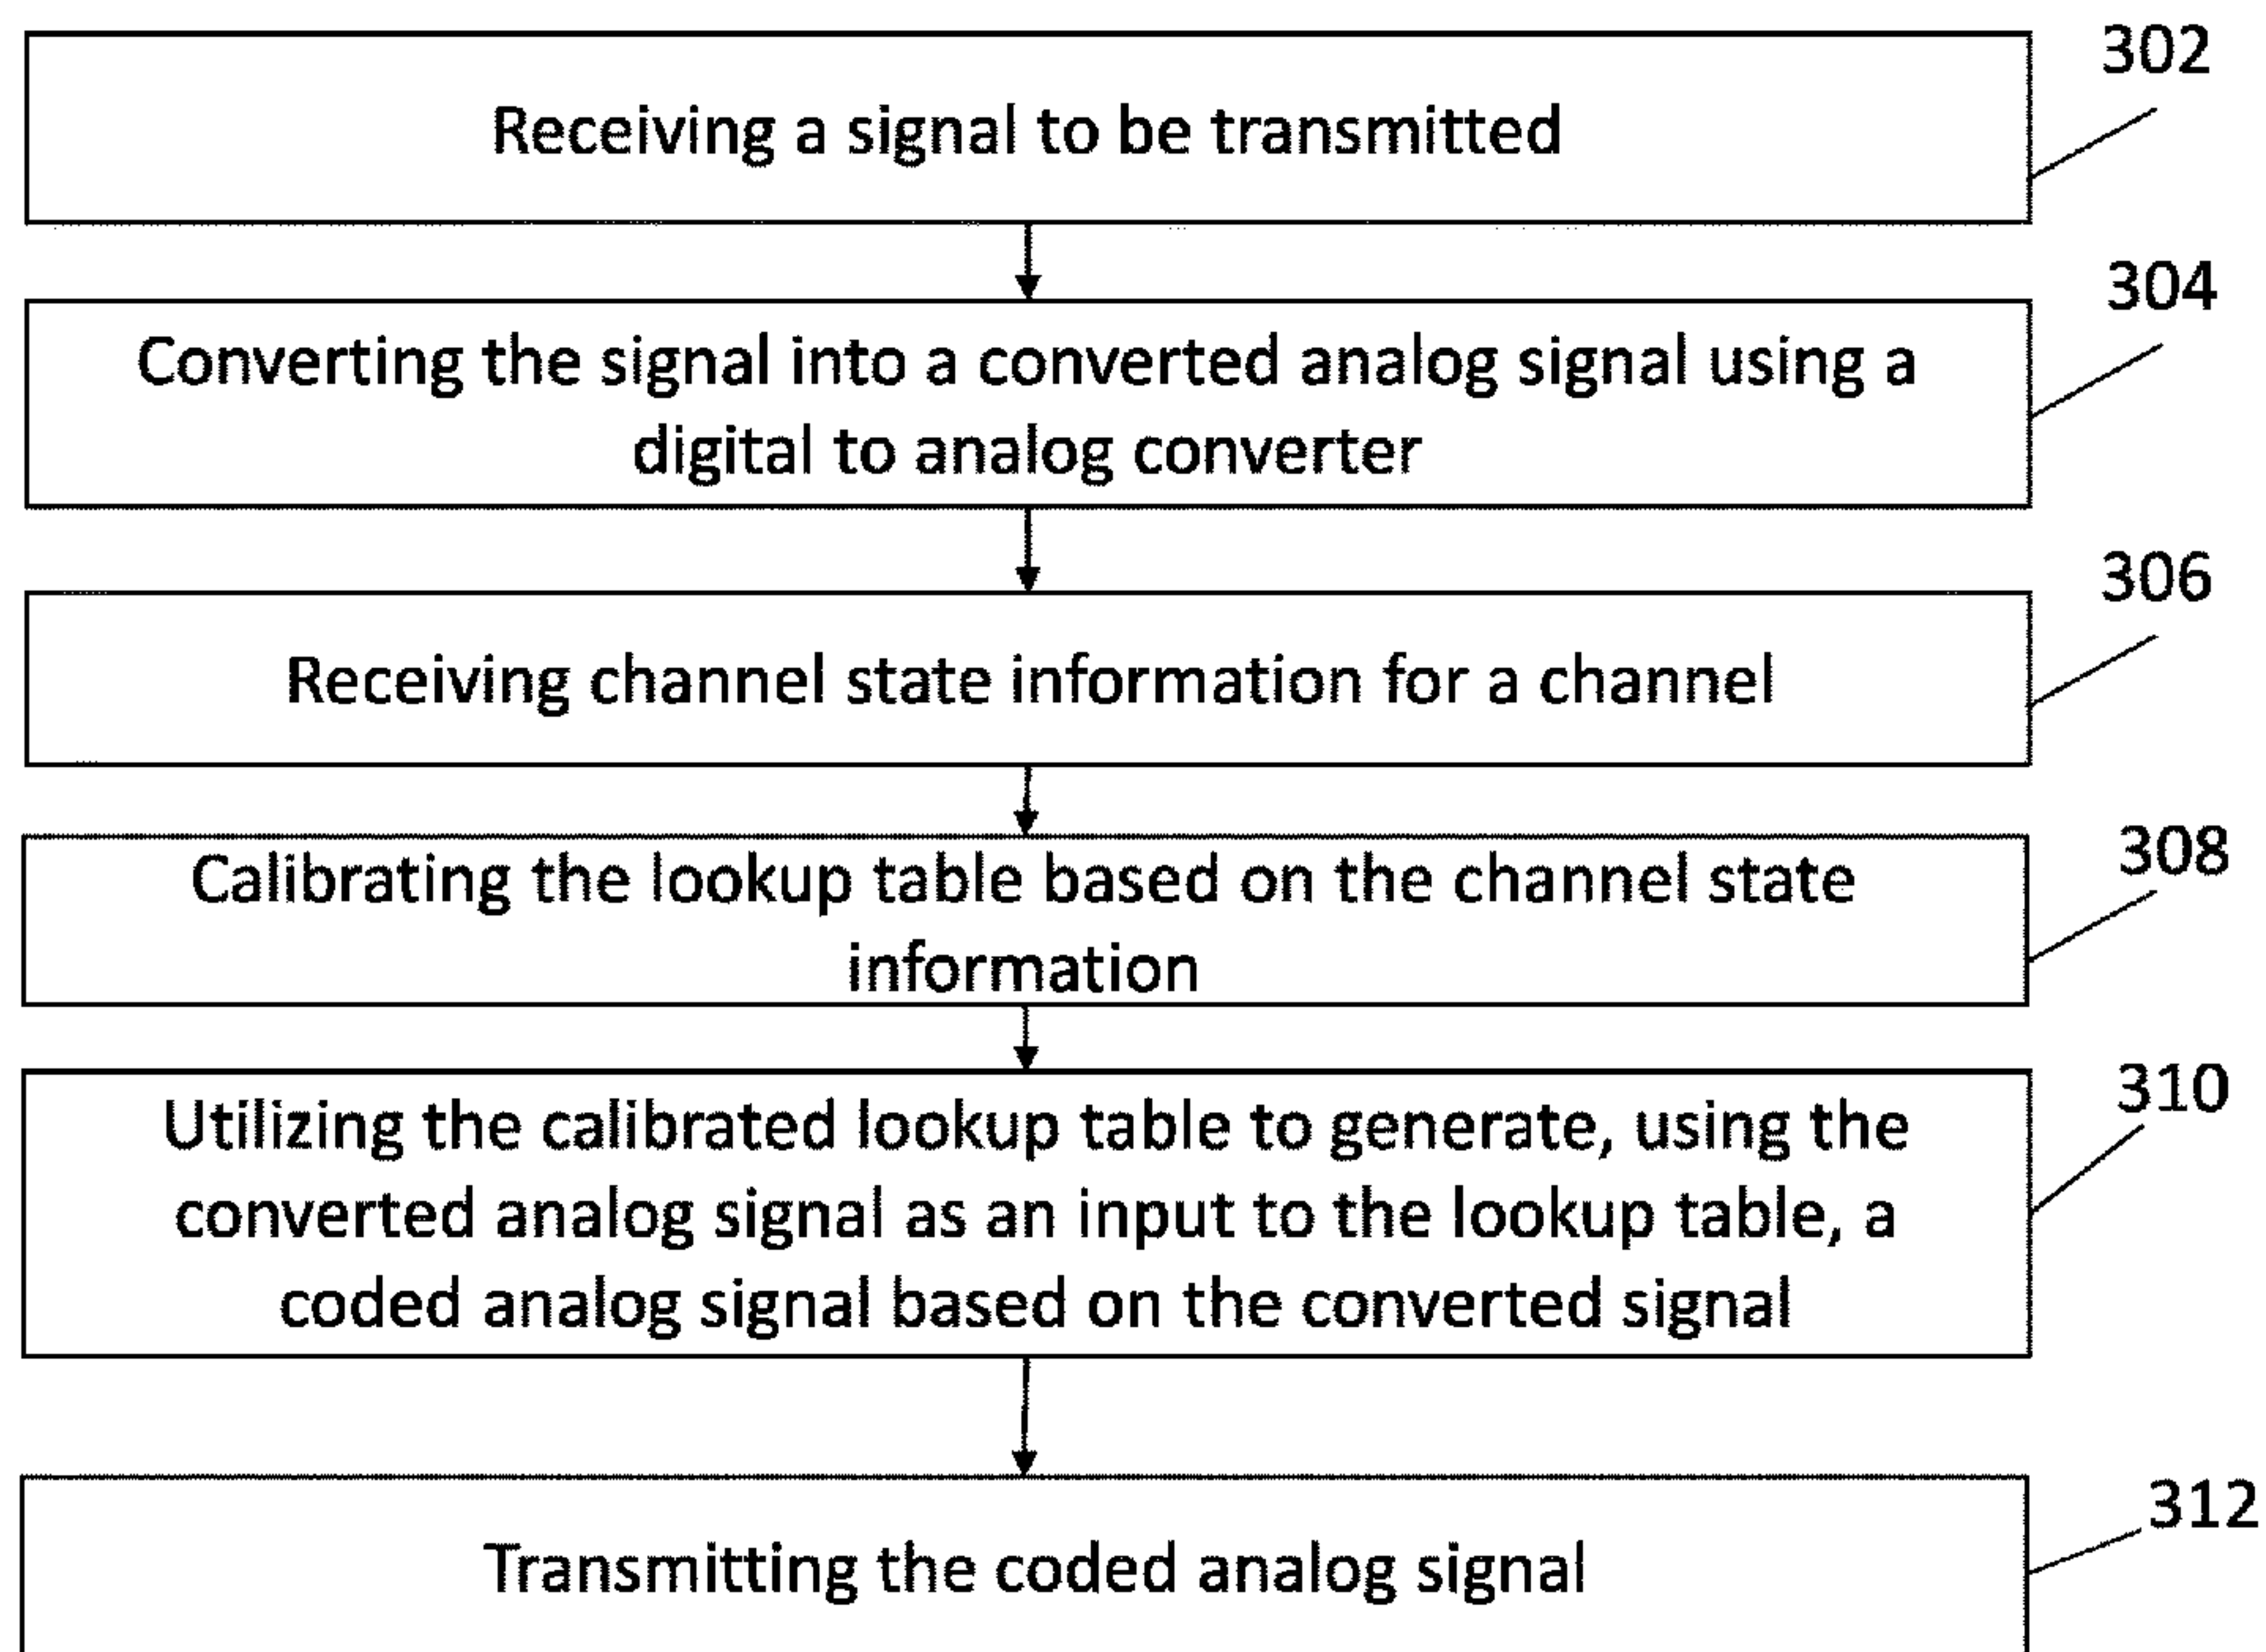 302
Receiving a signal to be transmitted
304
Converting the signal into a converted analog signal using a
digital to analog converter
306
Receiving channel state information for a channel
308
Calibrating the lookup table based on the channel state
information
310
Utilizing the calibrated lookup table to generate, using the
converted analog signal as an input to the lookup table, a
coded analog signal based on the converted signal
312
Transmitting the coded analog signal